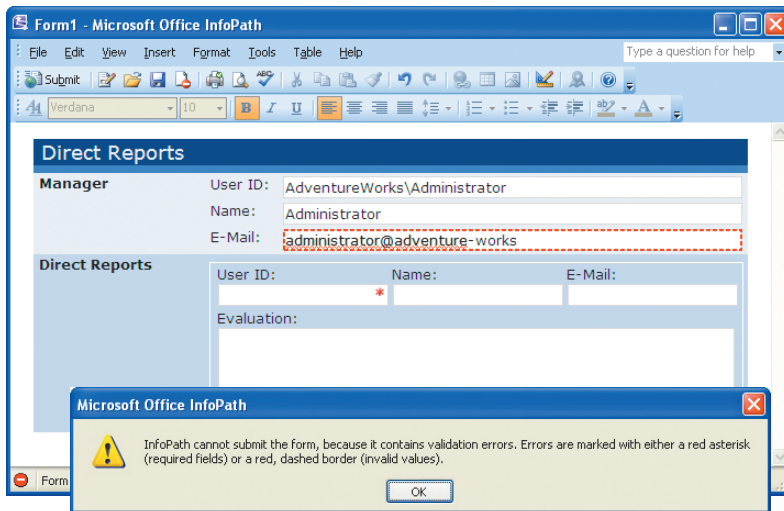 Form1 - Microsoft Office InfoPath
File Edit View Insert Format Tools Table Help Type a question for help
Submit ABC
A4 Verdana 10 B I U ab A
Direct Reports
Manager User ID: AdventureWorks\Administrator
Name: Administrator
E-Mail: administrator@adventure-works
Direct Reports User ID: Name: E-Mail:
*
Evaluation:
Microsoft Office InfoPath
InfoPath cannot submit the form, because it contains validation errors. Errors are marked with either a red asterisk
(required fields) or a red, dashed border (invalid values).
Form OK